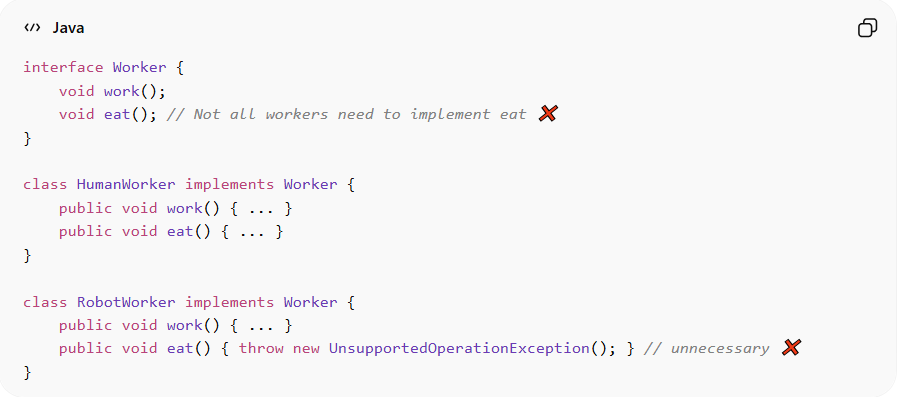 </> Java
interface Worker {
    void work();
    void eat(); // Not all workers need to implement eat ❌
}

class HumanWorker implements Worker {
    public void work() { ... }
    public void eat() { ... }
}

class RobotWorker implements Worker {
    public void work() { ... }
    public void eat() { throw new UnsupportedOperationException(); } // unnecessary ❌
}